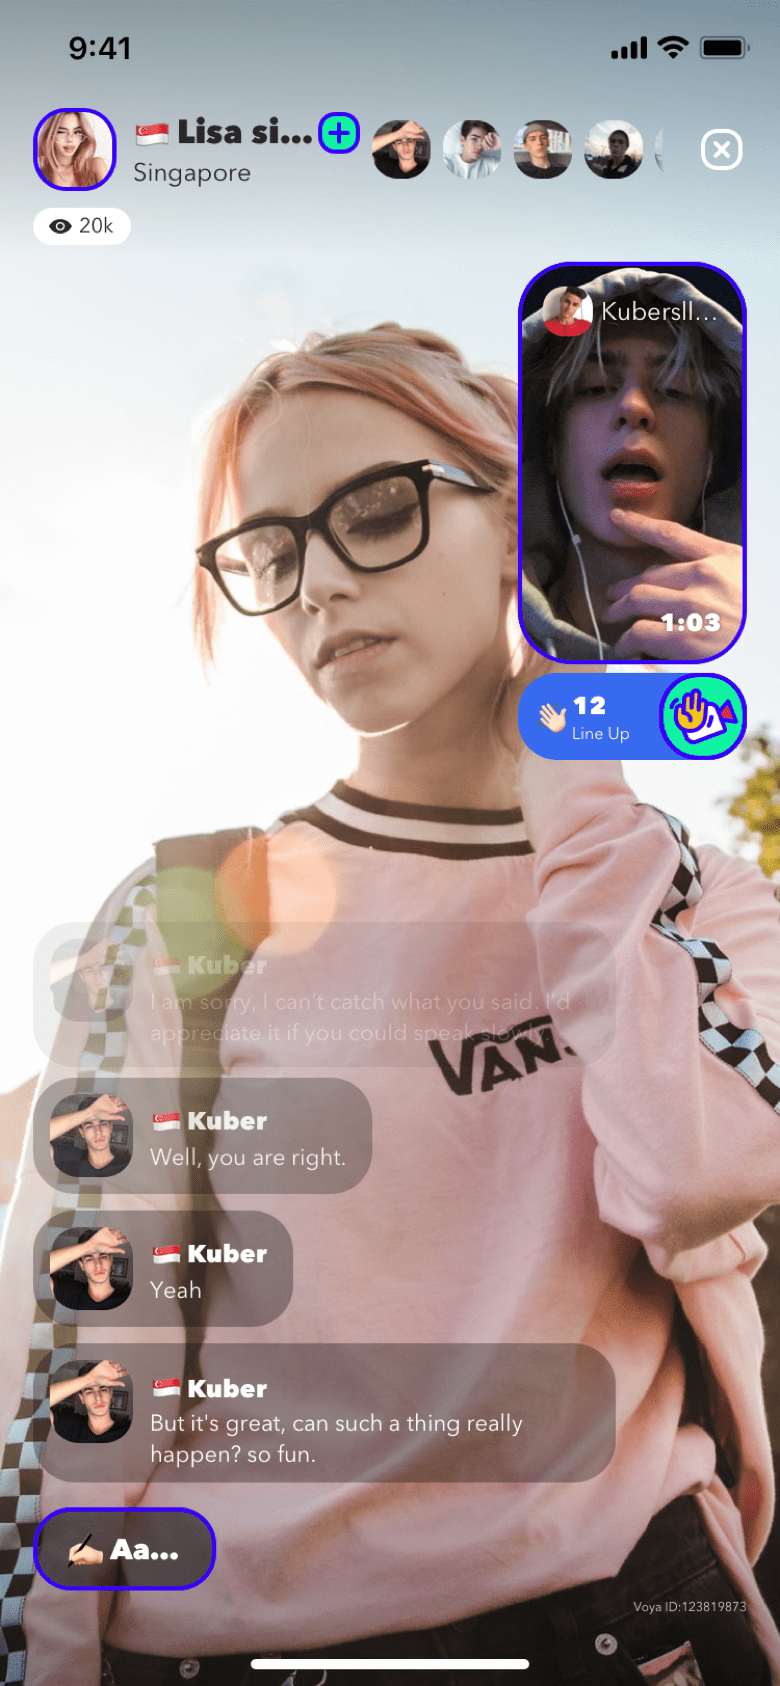 9:41
Lisa si...
Singapore
20k
Kubersll...
1:03
12
Line Up
Kuber
I am sorry, I can't catch what you said. I'd
appreciate it if you could speak slowly.
VANS
Kuber
Well, you are right.
Kuber
Yeah
Kuber
But it's great, can such a thing really
happen? so fun.
Aa...
Voya ID:123819873